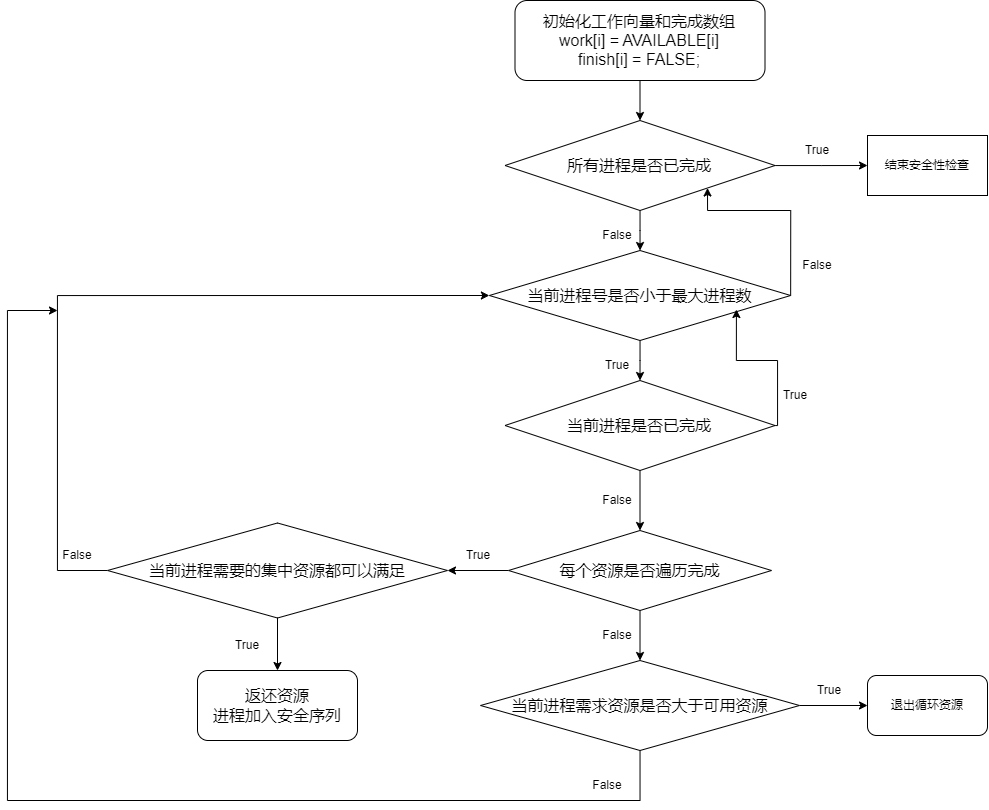 初始化工作向量和完成数组
work[i] = AVAILABLE[i]
finish[i] = FALSE;
所有进程是否已完成
True
结束安全性检查
False
False
当前进程号是否小于最大进程数
True
True
当前进程是否已完成
False
False
当前进程需要的集中资源都可以满足
True
每个资源是否遍历完成
True
False
返还资源
进程加入安全序列
当前进程需求资源是否大于可用资源
True
退出循环资源
False